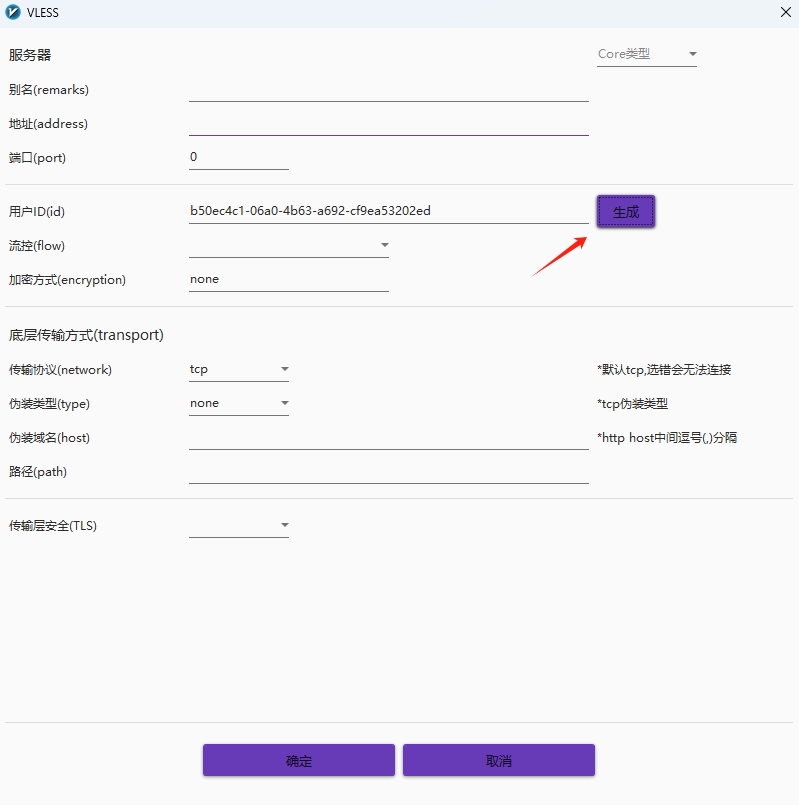 VLESS
服务器 Core类型
别名(remarks)
地址(address)
端口(port) 0
用户ID(id) b50ec4c1-06a0-4b63-a692-cf9ea53202ed 生成
流控(flow)
加密方式(encryption) none
底层传输方式(transport)
传输协议(network) tcp *默认tcp,选错会无法连接
伪装类型(type) none *tcp伪装类型
伪装域名(host) *http host中间逗号(,)分隔
路径(path)
传输层安全(TLS)
确定 取消